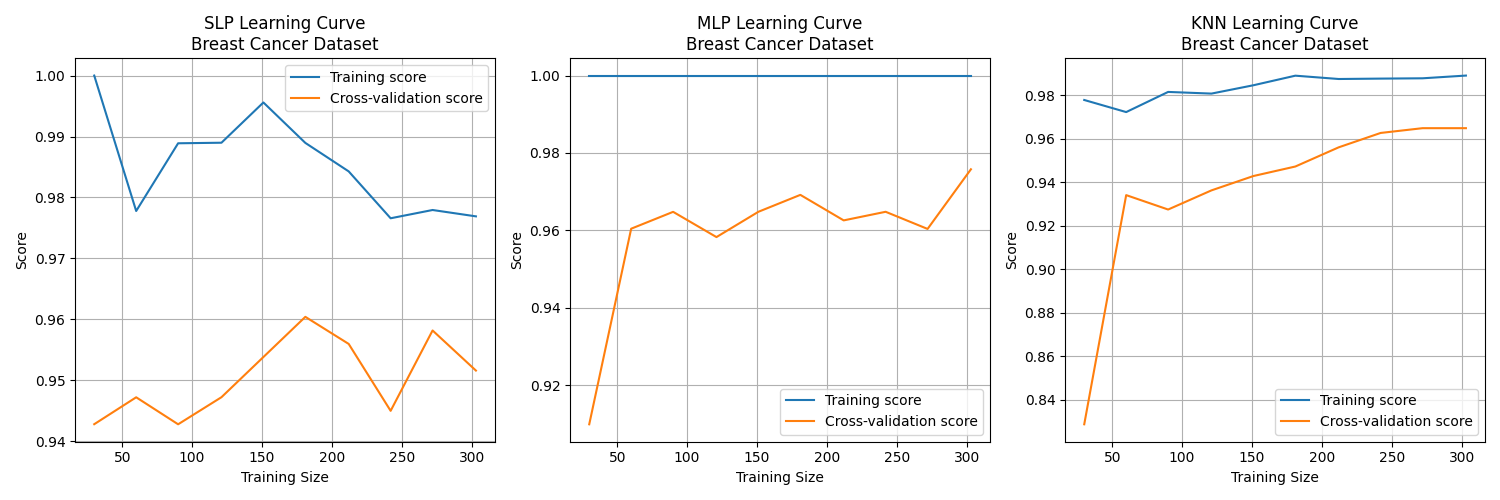 SLP Learning Curve
Breast Cancer Dataset
1.00
0.99
0.98
0.97
0.96
0.95
0.94
Score
50
100
150
200
250
300
Training Size
Training score
Cross-validation score
MLP Learning Curve
Breast Cancer Dataset
1.00
0.98
0.96
0.94
0.92
Score
50
100
150
200
250
300
Training Size
Training score
Cross-validation score
KNN Learning Curve
Breast Cancer Dataset
0.98
0.96
0.94
0.92
0.90
0.88
0.86
0.84
Score
50
100
150
200
250
300
Training Size
Training score
Cross-validation score